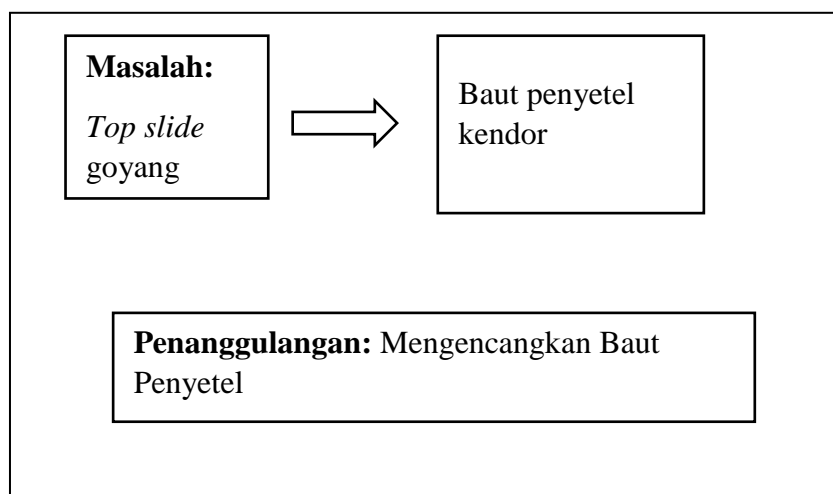 Masalah:
Top slide
goyang
Baut penyetel
kendor
Penanggulangan: Mengencangkan Baut
Penyetel